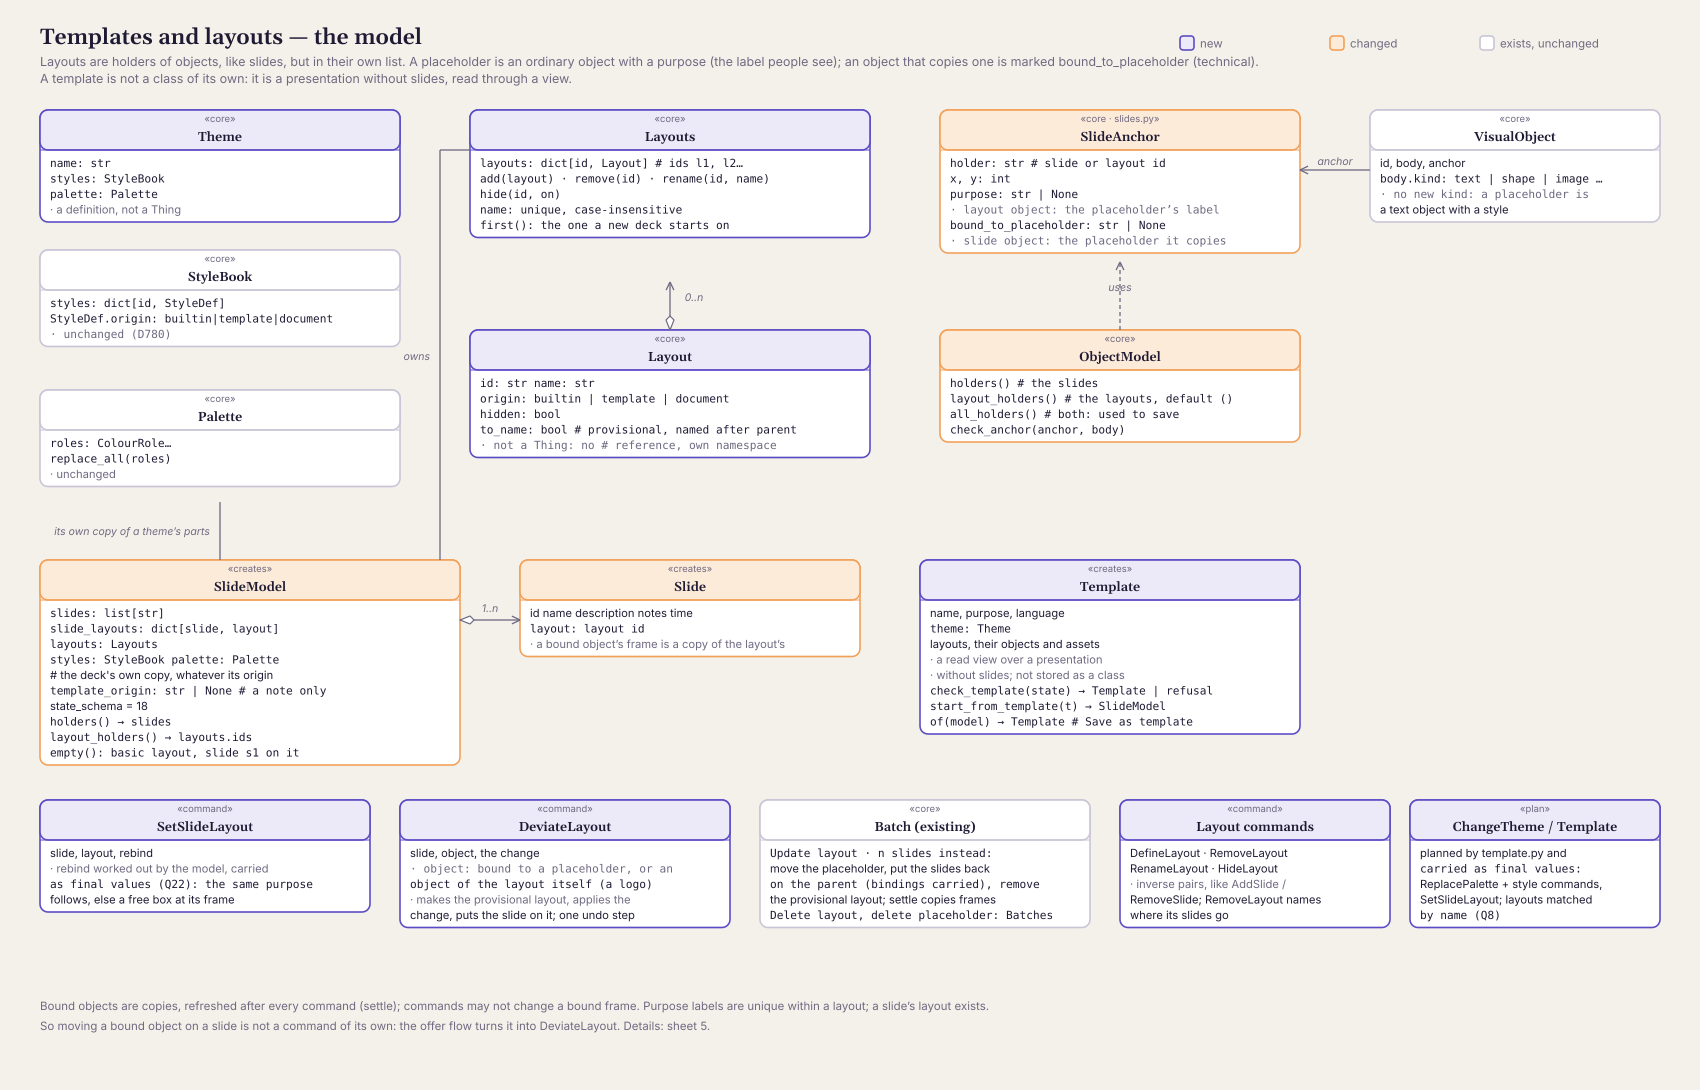 Templates and layouts — the model
new
changed
exists, unchanged
Layouts are holders of objects, like slides, but in their own list. A placeholder is an ordinary object with a purpose (the label people see); an object that copies one is marked bound_to_placeholder (technical).
A template is not a class of its own: it is a presentation without slides, read through a view.
«core»
Theme
name: str
styles: StyleBook
palette: Palette
· a definition, not a Thing
«core»
Layouts
layouts: dict[id, Layout] # ids l1, l2…
add(layout) · remove(id) · rename(id, name)
hide(id, on)
name: unique, case-insensitive
first(): the one a new deck starts on
«core · slides.py»
SlideAnchor
holder: str # slide or layout id
x, y: int
purpose: str | None
· layout object: the placeholder’s label
bound_to_placeholder: str | None
· slide object: the placeholder it copies
anchor
«core»
VisualObject
id, body, anchor
body.kind: text | shape | image …
· no new kind: a placeholder is
a text object with a style
«core»
StyleBook
styles: dict[id, StyleDef]
StyleDef.origin: builtin|template|document
· unchanged (D780)
0..n
uses
owns
«core»
Layout
id: str name: str
origin: builtin | template | document
hidden: bool
to_name: bool # provisional, named after parent
· not a Thing: no # reference, own namespace
«core»
ObjectModel
holders() # the slides
layout_holders() # the layouts, default ()
all_holders() # both: used to save
check_anchor(anchor, body)
«core»
Palette
roles: ColourRole…
replace_all(roles)
· unchanged
its own copy of a theme’s parts
«creates»
SlideModel
slides: list[str]
slide_layouts: dict[slide, layout]
layouts: Layouts
styles: StyleBook palette: Palette
# the deck's own copy, whatever its origin
template_origin: str | None # a note only
state_schema = 18
holders() → slides
layout_holders() → layouts.ids
empty(): basic layout, slide s1 on it
1..n
«creates»
Slide
id name description notes time
layout: layout id
· a bound object’s frame is a copy of the layout’s
«creates»
Template
name, purpose, language
theme: Theme
layouts, their objects and assets
· a read view over a presentation
· without slides; not stored as a class
check_template(state) → Template | refusal
start_from_template(t) → SlideModel
of(model) → Template # Save as template
«command»
SetSlideLayout
slide, layout, rebind
· rebind worked out by the model, carried
as final values (Q22): the same purpose
follows, else a free box at its frame
«command»
DeviateLayout
slide, object, the change
· object: bound to a placeholder, or an
object of the layout itself (a logo)
· makes the provisional layout, applies the
change, puts the slide on it; one undo step
«core»
Batch (existing)
Update layout · n slides instead:
move the placeholder, put the slides back
on the parent (bindings carried), remove
the provisional layout; settle copies frames
Delete layout, delete placeholder: Batches
«command»
Layout commands
DefineLayout · RemoveLayout
RenameLayout · HideLayout
· inverse pairs, like AddSlide /
RemoveSlide; RemoveLayout names
where its slides go
«plan»
ChangeTheme / Template
planned by template.py and
carried as final values:
ReplacePalette + style commands,
SetSlideLayout; layouts matched
by name (Q8)
Bound objects are copies, refreshed after every command (settle); commands may not change a bound frame. Purpose labels are unique within a layout; a slide’s layout exists.
So moving a bound object on a slide is not a command of its own: the offer flow turns it into DeviateLayout. Details: sheet 5.